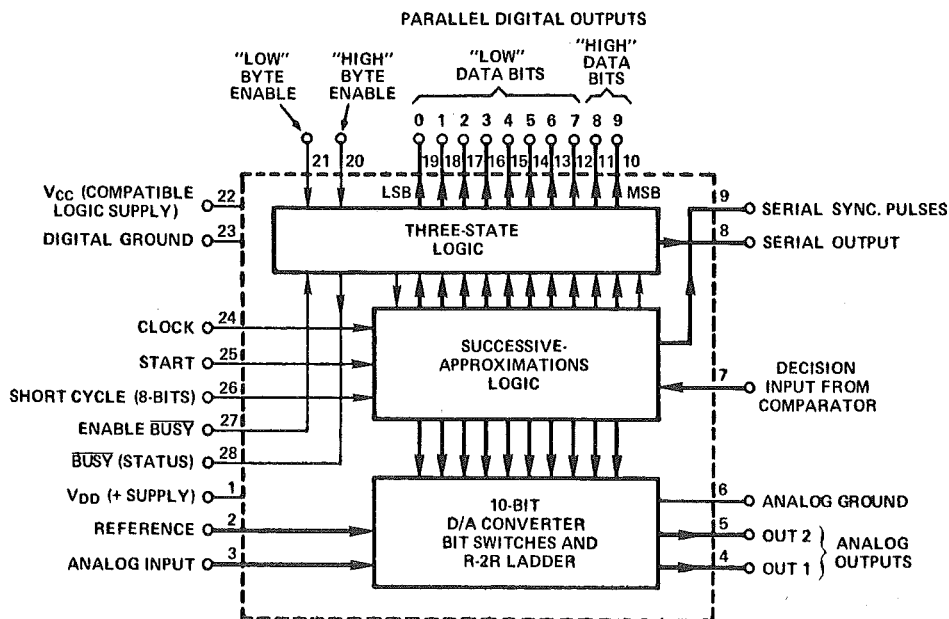 PARALLEL DIGITAL OUTPUTS
"LOW"
BYTE
ENABLE
"HIGH"
BYTE
ENABLE
"LOW"
DATA BITS
"HIGH"
DATA
BITS
0 1 2 3 4 5 6 7 8 9
21 20 19 18 17 16 15 14 13 12 11 10
LSB
MSB
VCC (COMPATIBLE
LOGIC SUPPLY)
22
DIGITAL GROUND
23
THREE-STATE
LOGIC
9
SERIAL SYNC. PULSES
8
SERIAL OUTPUT
CLOCK
24
START
25
SHORT CYCLE (8-BITS)
26
ENABLE BUSY
27
BUSY (STATUS)
28
SUCCESSIVE-
APPROXIMATIONS
LOGIC
7
DECISION
INPUT FROM
COMPARATOR
VDD (+ SUPPLY)
1
REFERENCE
2
ANALOG INPUT
3
10-BIT
D/A CONVERTER
BIT SWITCHES AND
R-2R LADDER
6
ANALOG GROUND
5
OUT 2
4
OUT 1
ANALOG
OUTPUTS